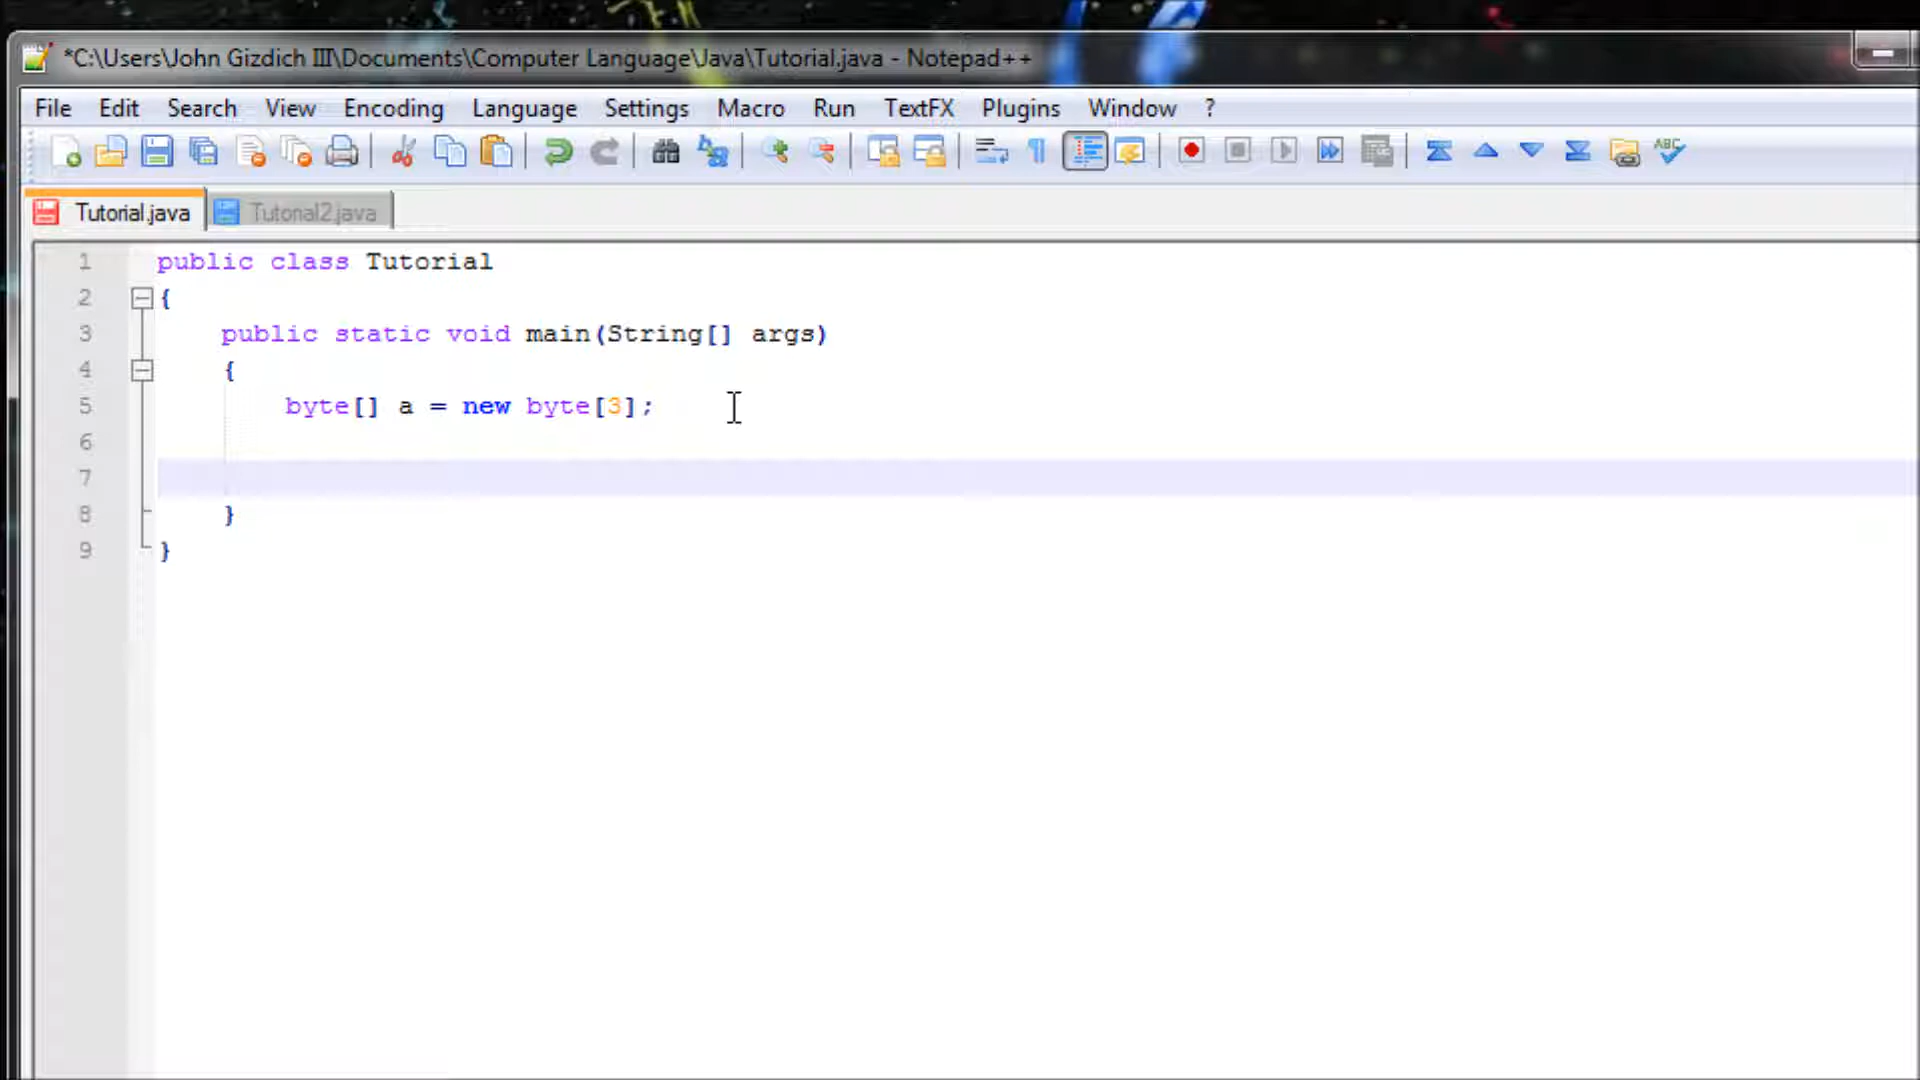 *C:\Users\John Gizdich III\Documents\Computer Language\Java\Tutorial.java - Notepad++
File Edit Search View Encoding Language Settings Macro Run TextFX Plugins Window ?
ABC
Tutorial.java Tutorial2.java
1 public class Tutorial
2 {
3 public static void main(String[] args)
4 {
5 byte[] a = new byte[3];
6
7
8 }
9 }